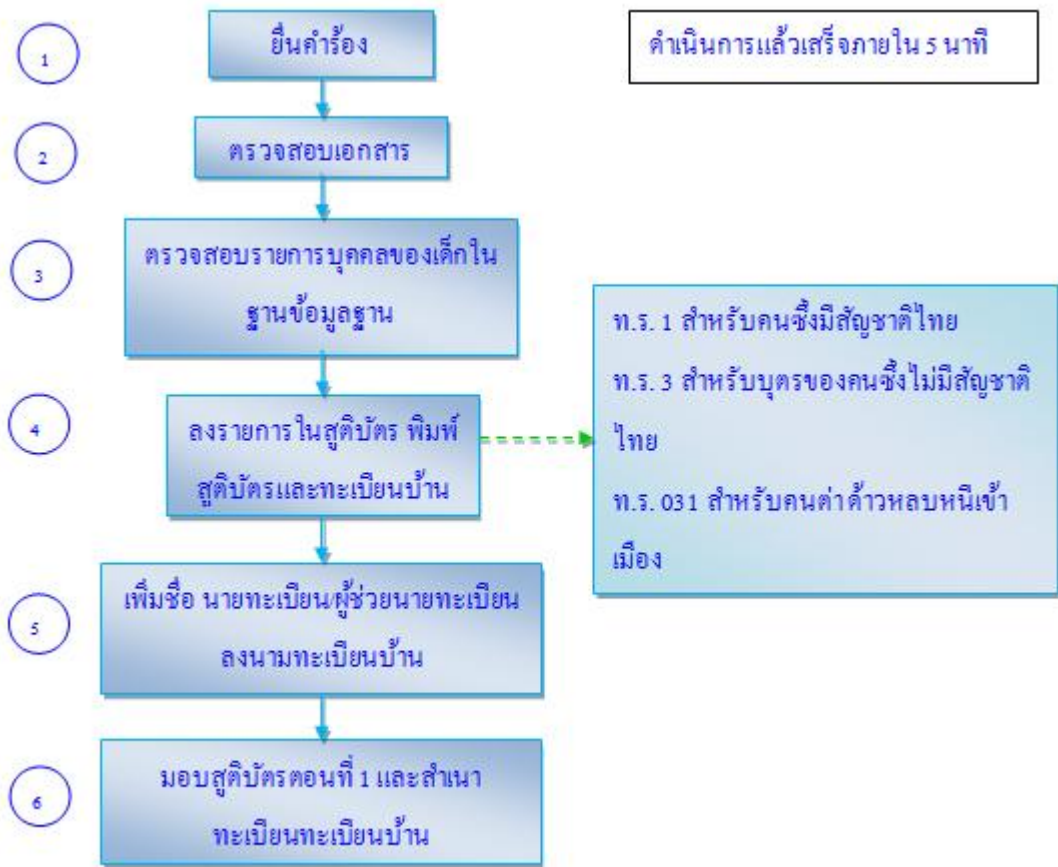 1
ยื่นคำร้อง
ดำเนินการแล้วเสร็จภายใน 5 นาที
2
ตรวจสอบเอกสาร
3
ตรวจสอบรายการบุคคลของเด็กใน
ฐานข้อมูลฐาน
4
ลงรายการในสูติบัตร พิมพ์
สูติบัตรและทะเบียนบ้าน
ท.ร. 1 สำหรับคนซึ่งมีสัญชาติไทย
ท.ร. 3 สำหรับบุตรของคนซึ่งไม่มีสัญชาติ
ไทย
ท.ร. 031 สำหรับคนต่าด้าวหลบหนีเข้า
เมือง
5
เพิ่มชื่อ นายทะเบียน/ผู้ช่วยนายทะเบียน
ลงนามทะเบียนบ้าน
6
มอบสูติบัตรตอนที่ 1 และสำเนา
ทะเบียนทะเบียนบ้าน